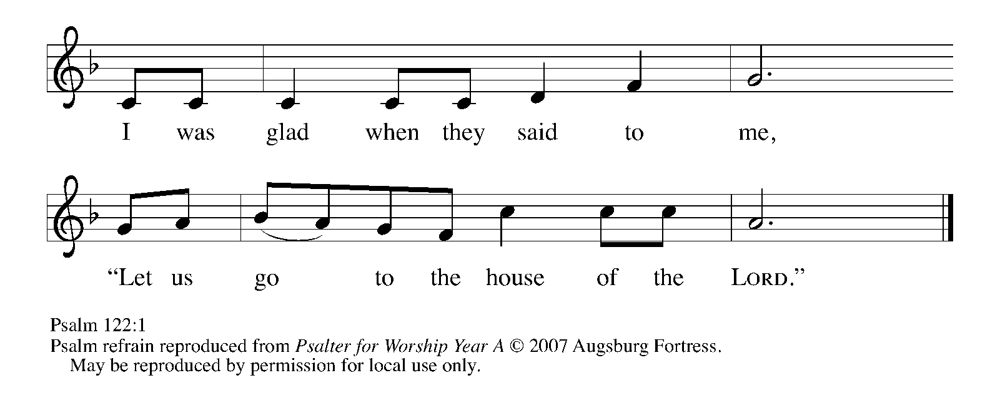 I was glad when they said to me,
“Let us go to the house of the LORD.”
Psalm 122:1
Psalm refrain reproduced from Psalter for Worship Year A © 2007 Augsburg Fortress.
May be reproduced by permission for local use only.